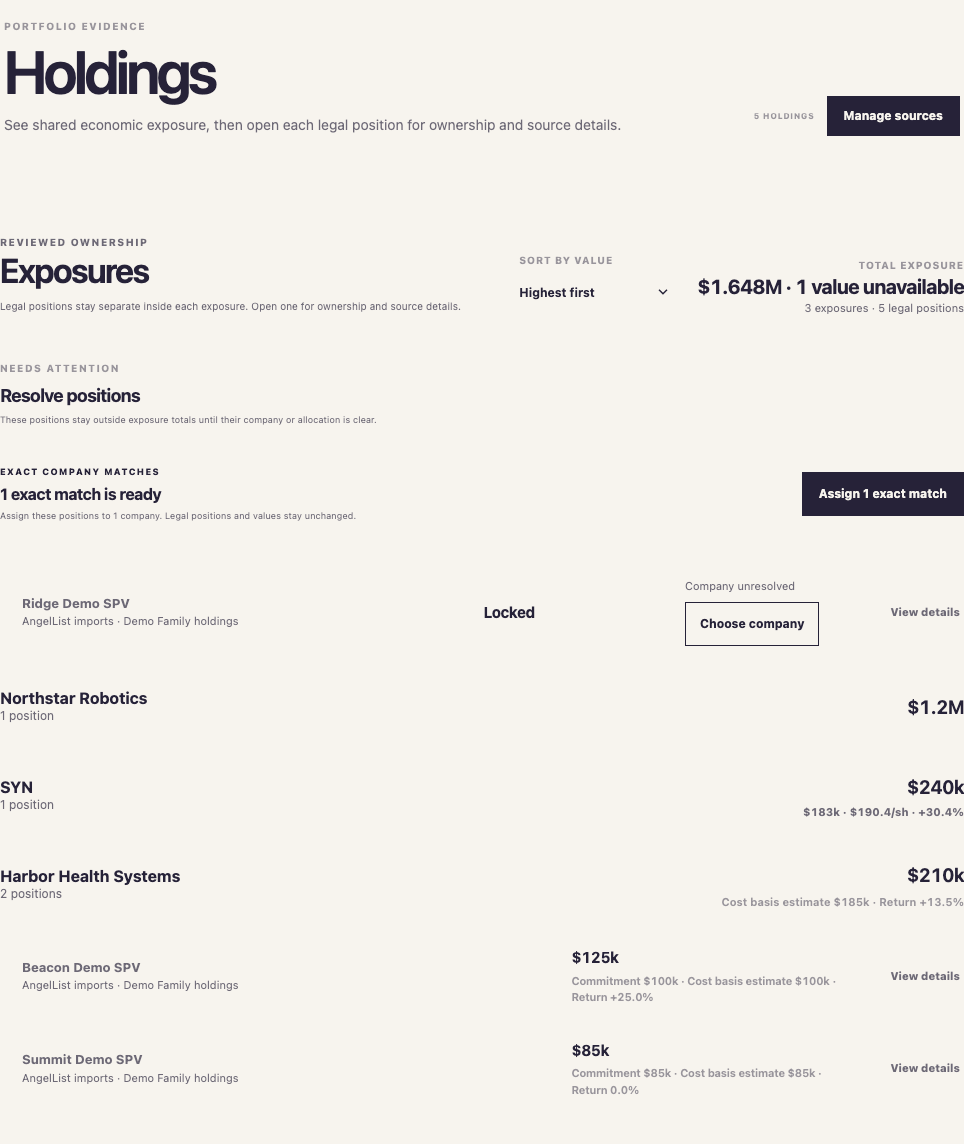 PORTFOLIO EVIDENCE
Holdings
See shared economic exposure, then open each legal position for ownership and source details.
5 HOLDINGS
Manage sources
REVIEWED OWNERSHIP
Exposures
Legal positions stay separate inside each exposure. Open one for ownership and source details.
SORT BY VALUE
Highest first
TOTAL EXPOSURE
$1.648M · 1 value unavailable
3 exposures · 5 legal positions
NEEDS ATTENTION
Resolve positions
These positions stay outside exposure totals until their company or allocation is clear.
EXACT COMPANY MATCHES
1 exact match is ready
Assign these positions to 1 company. Legal positions and values stay unchanged.
Assign 1 exact match
Ridge Demo SPV
AngelList imports · Demo Family holdings
Locked
Company unresolved
Choose company
View details
Northstar Robotics
1 position
$1.2M
SYN
1 position
$240k
$183k · $190.4/sh · +30.4%
Harbor Health Systems
2 positions
$210k
Cost basis estimate $185k · Return +13.5%
Beacon Demo SPV
AngelList imports · Demo Family holdings
$125k
Commitment $100k · Cost basis estimate $100k ·
Return +25.0%
View details
Summit Demo SPV
AngelList imports · Demo Family holdings
$85k
Commitment $85k · Cost basis estimate $85k ·
Return 0.0%
View details